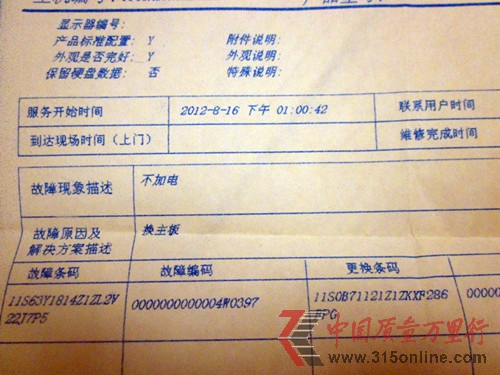 显示器编号:
产品标准配置: Y 附件说明:
外观是否完好: Y 外观说明:
保留硬盘数据: 否 特殊说明:
服务开始时间 2012-8-16 下午 01:00:42 联系用户时间
到达现场时间（上门） 维修完成时间
故障现象描述 不加电
故障原因及
解决方案描述 换主板
故障条码 故障编码 更换条码
11S63Y1814Z1ZL2V
22J7P5 0000000000004W0397 11S0B71121Z1ZKXF286 0000
中国质量万里行
www.315online.com